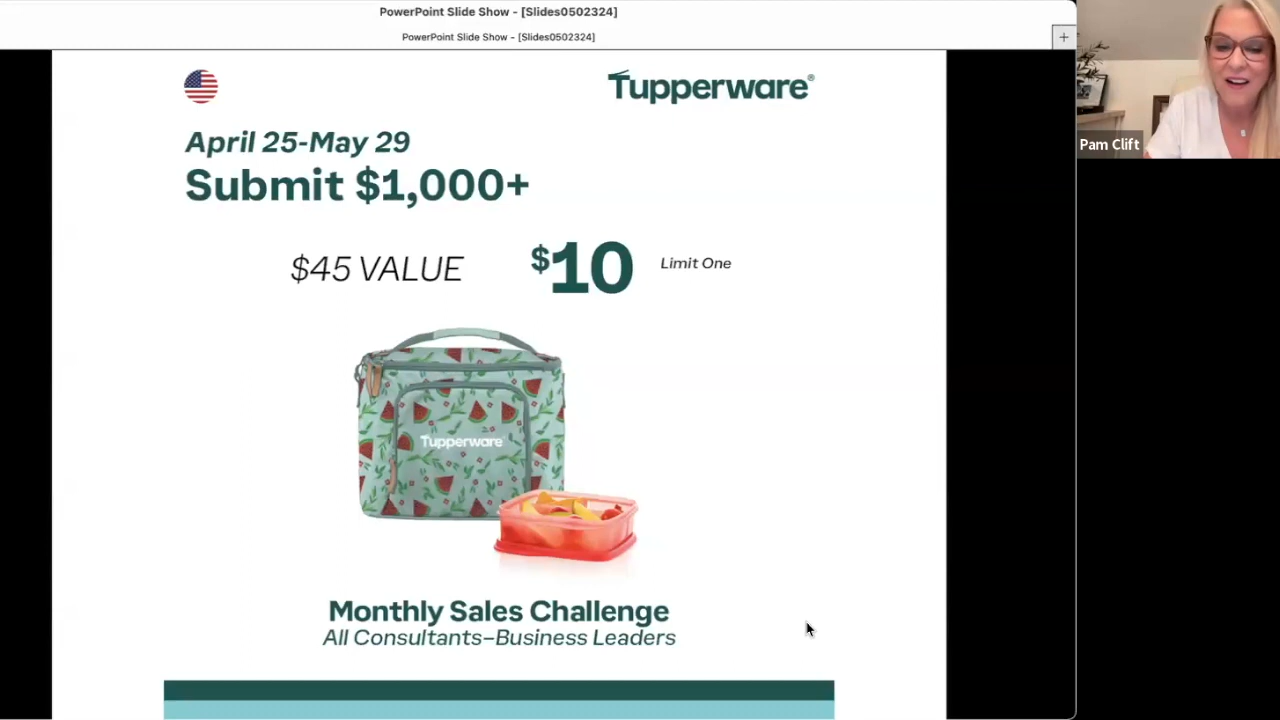 PowerPoint Slide Show - [Slides0502324]
PowerPoint Slide Show - [Slides0502324]
+
Tupperware®
April 25-May 29
Submit $1,000+
$45 VALUE
$10
Limit One
Tupperware
Monthly Sales Challenge
All Consultants–Business Leaders
Pam Clift